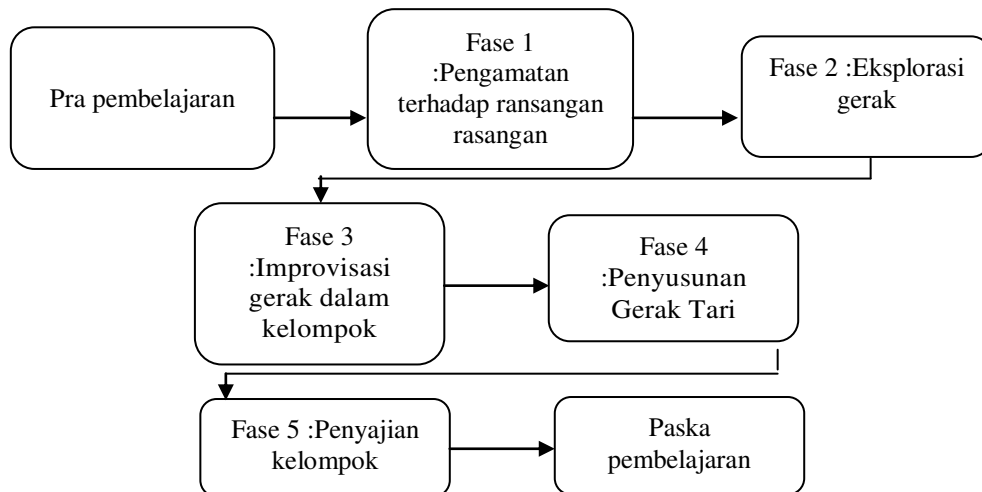 Pra pembelajaran
Fase 1
:Pengamatan
terhadap ransangan
rasangan
Fase 2 :Eksplorasi
gerak
Fase 3
:Improvisasi
gerak dalam
kelompok
Fase 4
:Penyusunan
Gerak Tari
Fase 5 :Penyajian
kelompok
Paska
pembelajaran